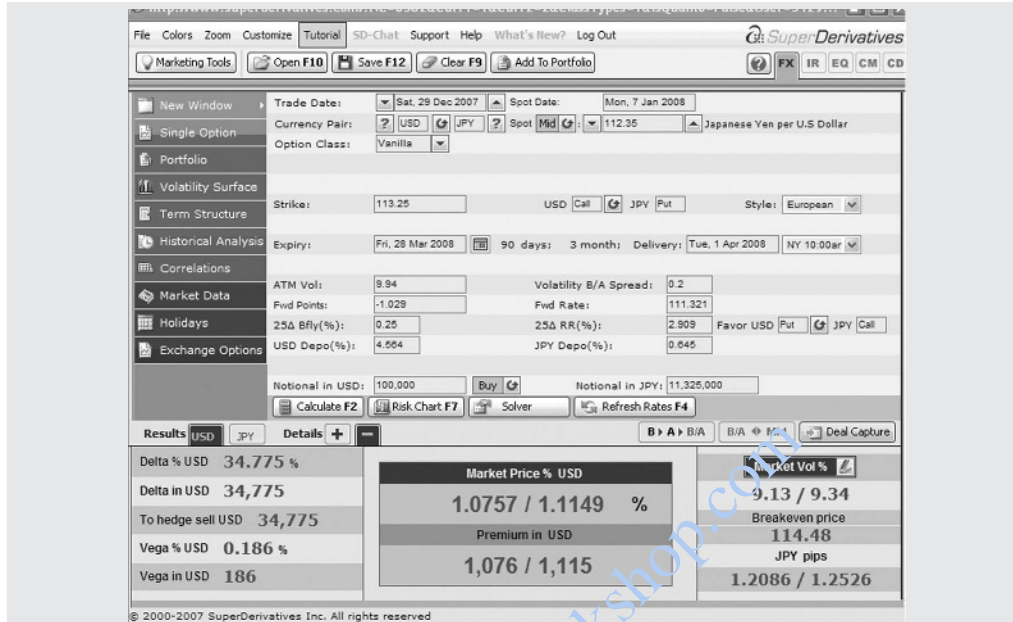 File Colors Zoom Customize Tutorial SD-Chat Support Help What's New? Log Out
SuperDerivatives
Marketing Tools Open F10 Save F12 Clear F9 Add To Portfolio
? FX IR EQ CM CD
New Window
Single Option
Portfolio
Volatility Surface
Term Structure
Historical Analysis
Correlations
Market Data
Holidays
Exchange Options
Trade Date: Sat, 29 Dec 2007 Spot Date: Mon, 7 Jan 2008
Currency Pair: ? USD JPY ? Spot Mid : 112.35 Japanese Yen per U.S Dollar
Option Class: Vanilla
Strike: 113.25 USD Call JPY Put Style: European
Expiry: Fri, 28 Mar 2008 90 days; 3 month; Delivery: Tue, 1 Apr 2008 NY 10:00ar
ATM Vol: 9.94 Volatility B/A Spread: 0.2
Fwd Points: -1.029 Fwd Rate: 111.321
25Δ Bfly(%): 0.25 25Δ RR(%): 2.909 Favor USD Put JPY Call
USD Depo(%): 4.564 JPY Depo(%): 0.645
Notional in USD: 100,000 Buy Notional in JPY: 11,325,000
Calculate F2 Risk Chart F7 Solver Refresh Rates F4
Results USD JPY Details + − B▸A▸B/A B/A Deal Capture
Delta % USD 34.775 %
Delta in USD 34,775
To hedge sell USD 34,775
Vega % USD 0.186 %
Vega in USD 186
Market Price % USD
1.0757 / 1.1149 %
Premium in USD
1,076 / 1,115
Market Vol %
9.13 / 9.34
Breakeven price
114.48
JPY pips
1.2086 / 1.2526
© 2000-2007 SuperDerivatives Inc. All rights reserved